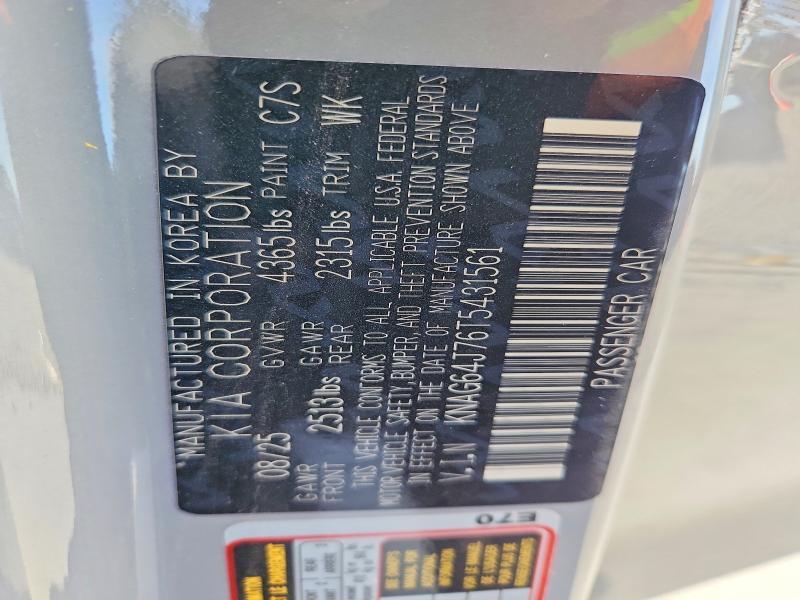 MANUFACTURED IN KOREA BY
KIA CORPORATION
08/25 GVWR 4365lbs PAINT C7S
GAWR FRONT 2513lbs GAWR REAR 2315lbs TRIM WK
THIS VEHICLE CONFORMS TO ALL APPLICABLE U.S.A. FEDERAL
MOTOR VEHICLE SAFETY, BUMPER AND THEFT PREVENTION STANDARDS
IN EFFECT ON THE DATE OF MANUFACTURE SHOWN ABOVE
V.I.N KNAG64J76T5431561
PASSENGER CAR
E70